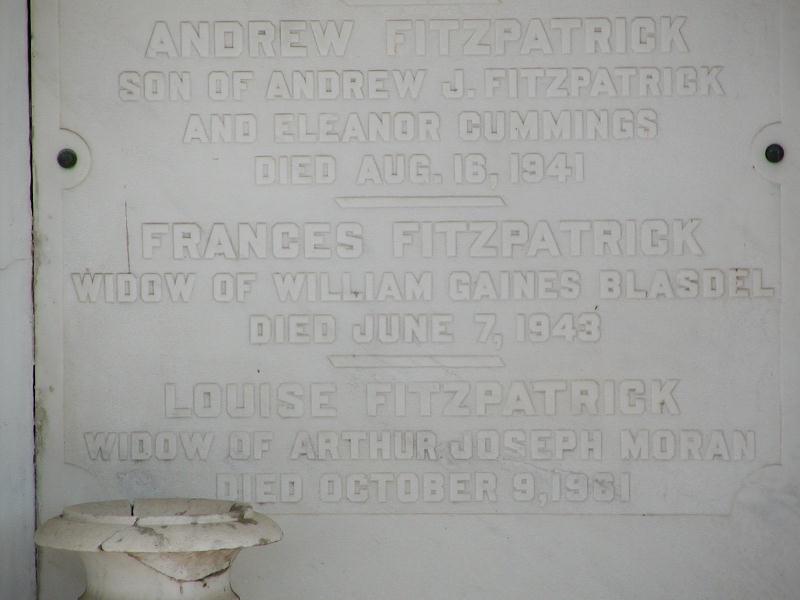 ANDREW FITZPATRICK
SON OF ANDREW J. FITZPATRICK
AND ELEANOR CUMMINGS
DIED AUG. 16, 1941
FRANCES FITZPATRICK
WIDOW OF WILLIAM GAINES BLASDEL
DIED JUNE 7, 1943
LOUISE FITZPATRICK
WIDOW OF ARTHUR JOSEPH MORAN
DIED OCTOBER 9, 1961